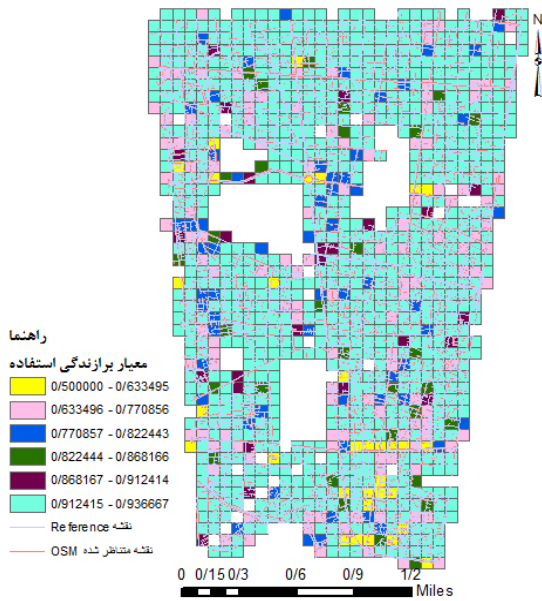 N
راهنما
معیار برازندگی استفاده
0/500000 - 0/633495
0/633496 - 0/770856
0/770857 - 0/822443
0/822444 - 0/868166
0/868167 - 0/912414
0/912415 - 0/936667
نقشه Reference
نقشه متناظر شده OSM
0 0/15 0/3 0/6 0/9 1/2
Miles